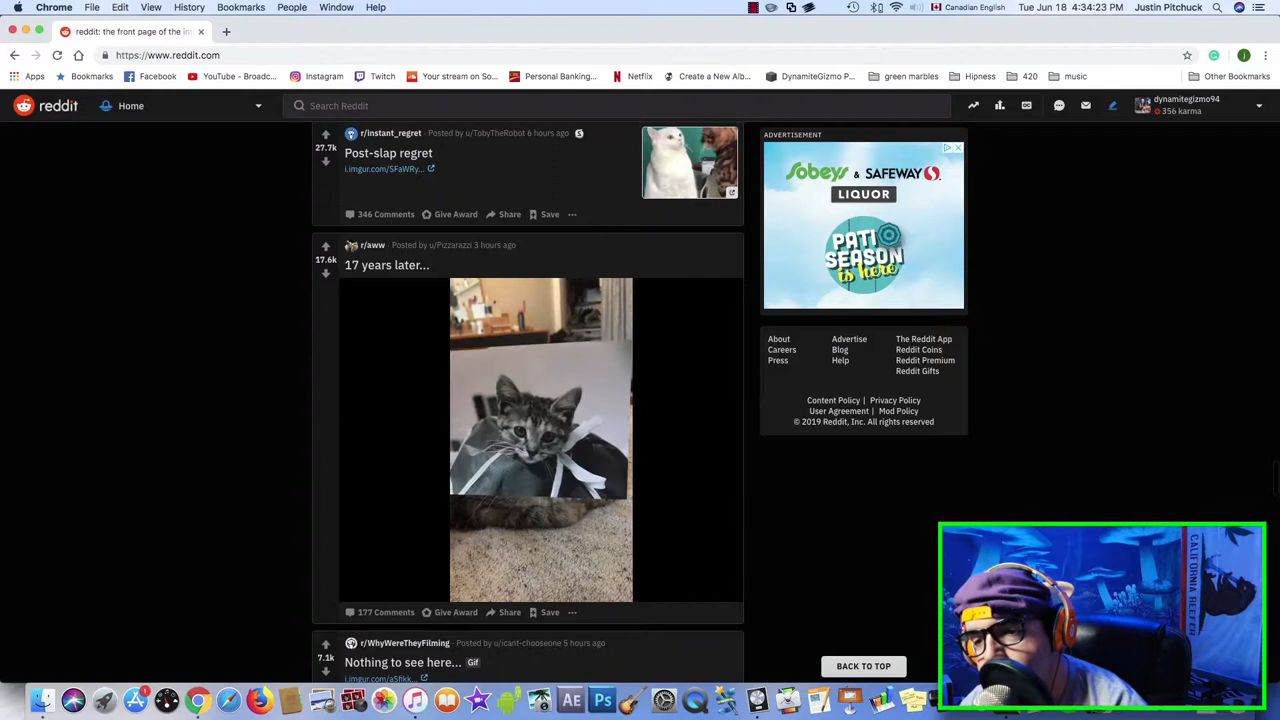 Chrome File Edit View History Bookmarks People Window Help Canadian English Tue Jun 18 4:34:23 PM Justin Pitchuck
reddit: the front page of the in
https://www.reddit.com
Apps Bookmarks Facebook YouTube - Broadc... Instagram Twitch Your stream on So... Personal Banking... Netflix Create a New Alb... DynamiteGizmo P... green marbles Hipness 420 music Other Bookmarks
reddit Home Search Reddit dynamitegizmo94
356 karma
r/instant_regret · Posted by u/TobyTheRobot 6 hours ago
27.7k
Post-slap regret
i.imgur.com/SFaWRy...
346 Comments Give Award Share Save ...
r/aww · Posted by u/Pizzarazzi 3 hours ago
17.6k
17 years later...
177 Comments Give Award Share Save ...
r/WhyWereTheyFilming · Posted by u/icant-chooseone 5 hours ago
7.1k
Nothing to see here... Gif
i.imgur.com/a5fikk...
ADVERTISEMENT
Sobeys & SAFEWAY
LIQUOR
PATIO
SEASON
is here
About Advertise The Reddit App
Careers Blog Reddit Coins
Press Help Reddit Premium
Reddit Gifts
Content Policy | Privacy Policy
User Agreement | Mod Policy
© 2019 Reddit, Inc. All rights reserved
BACK TO TOP
CALIFORNIA REEFER
1
Ae Ps